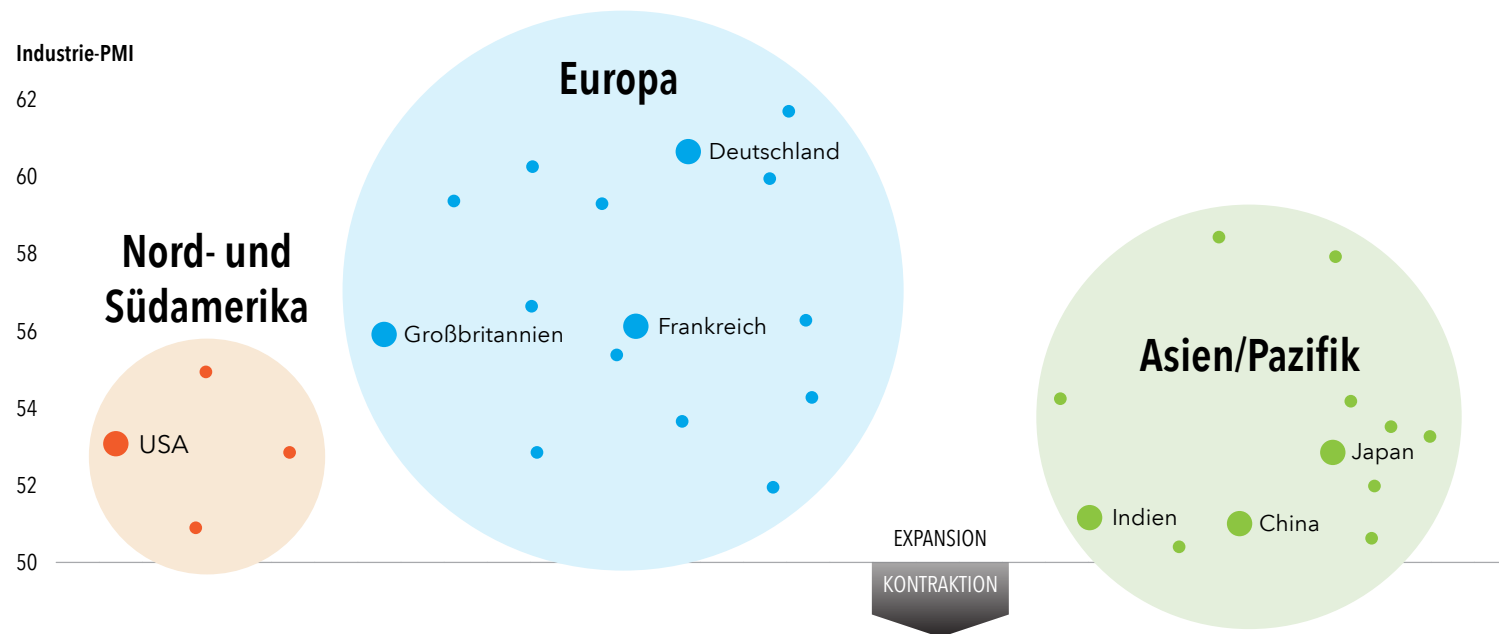 Industrie-PMI
62
60
58
56
54
52
50
Nord- und
Südamerika
USA
Europa
Deutschland
Großbritannien
Frankreich
Asien/Pazifik
Japan
Indien
China
EXPANSION
KONTRAKTION